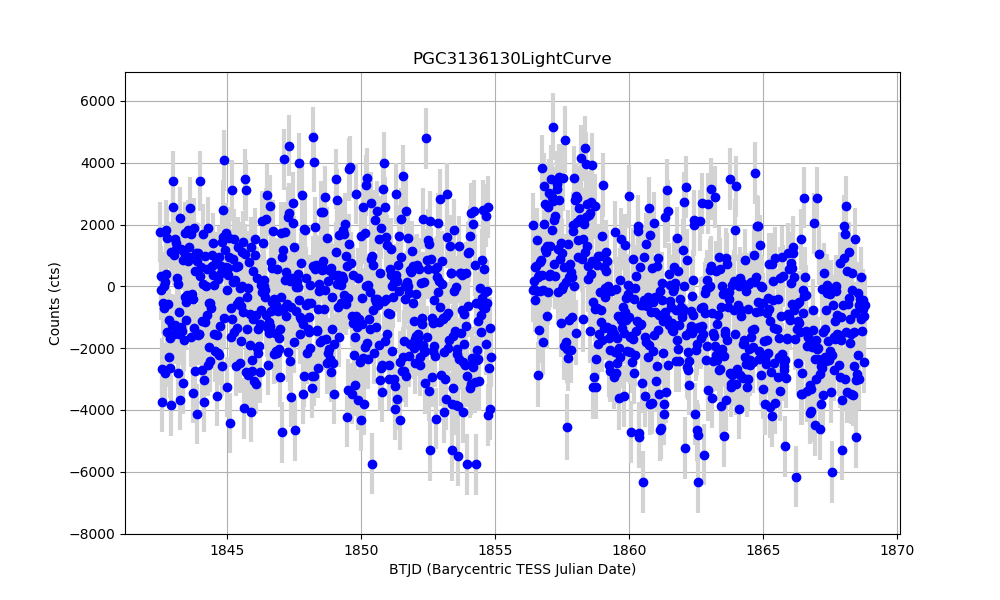 PGC3136130LightCurve
6000
4000
2000
0
−2000
−4000
−6000
−8000
Counts (cts)
1845 1850 1855 1860 1865 1870
BTJD (Barycentric TESS Julian Date)